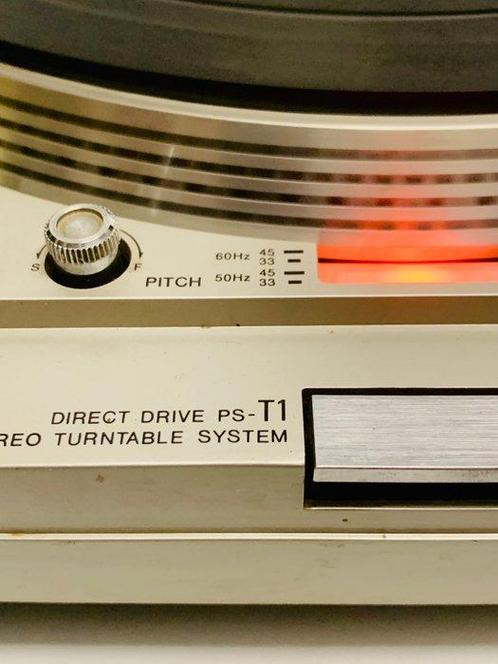 60Hz 45
33
S F PITCH 50Hz 45
33
DIRECT DRIVE PS-T1
REO TURNTABLE SYSTEM